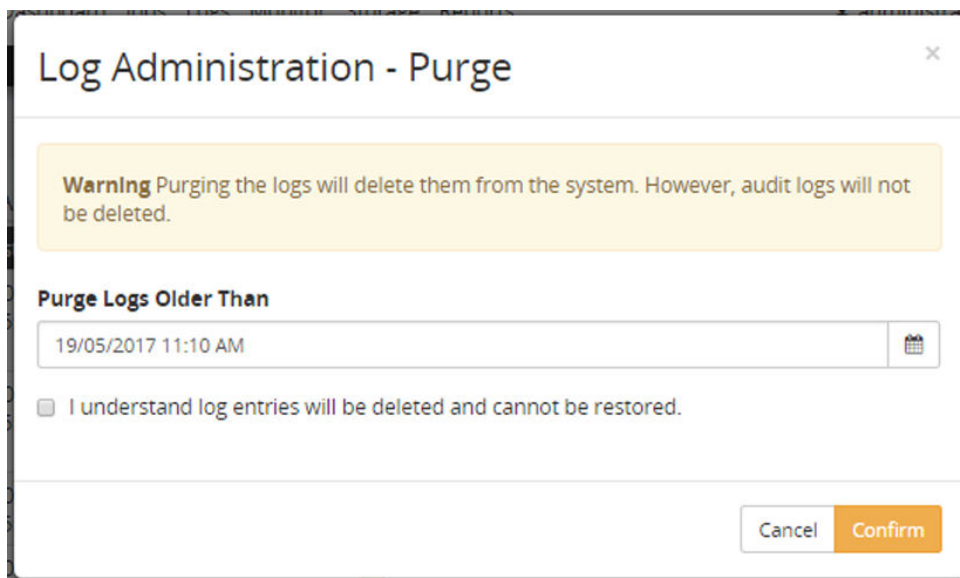 Log Administration - Purge
×
Warning Purging the logs will delete them from the system. However, audit logs will not
be deleted.
Purge Logs Older Than
19/05/2017 11:10 AM
I understand log entries will be deleted and cannot be restored.
Cancel
Confirm